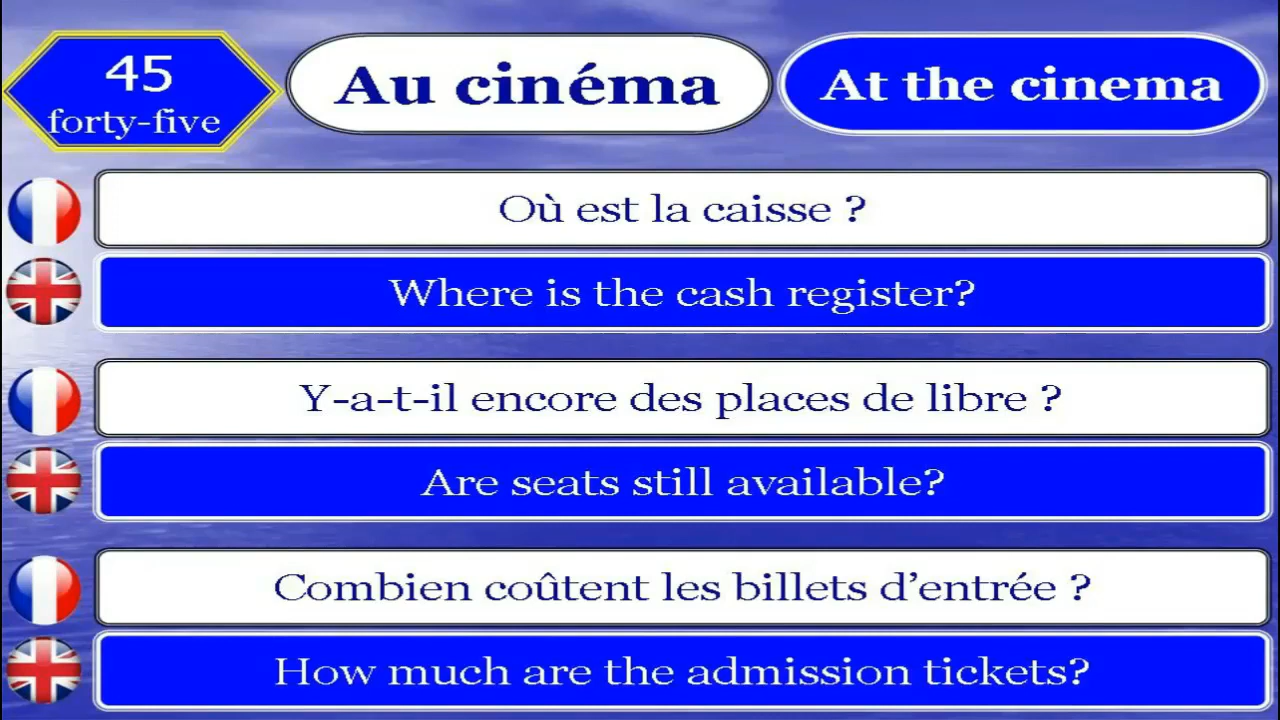 45
forty-five
Au cinéma
At the cinema
Où est la caisse ?
Where is the cash register?
Y-a-t-il encore des places de libre ?
Are seats still available?
Combien coûtent les billets d’entrée ?
How much are the admission tickets?